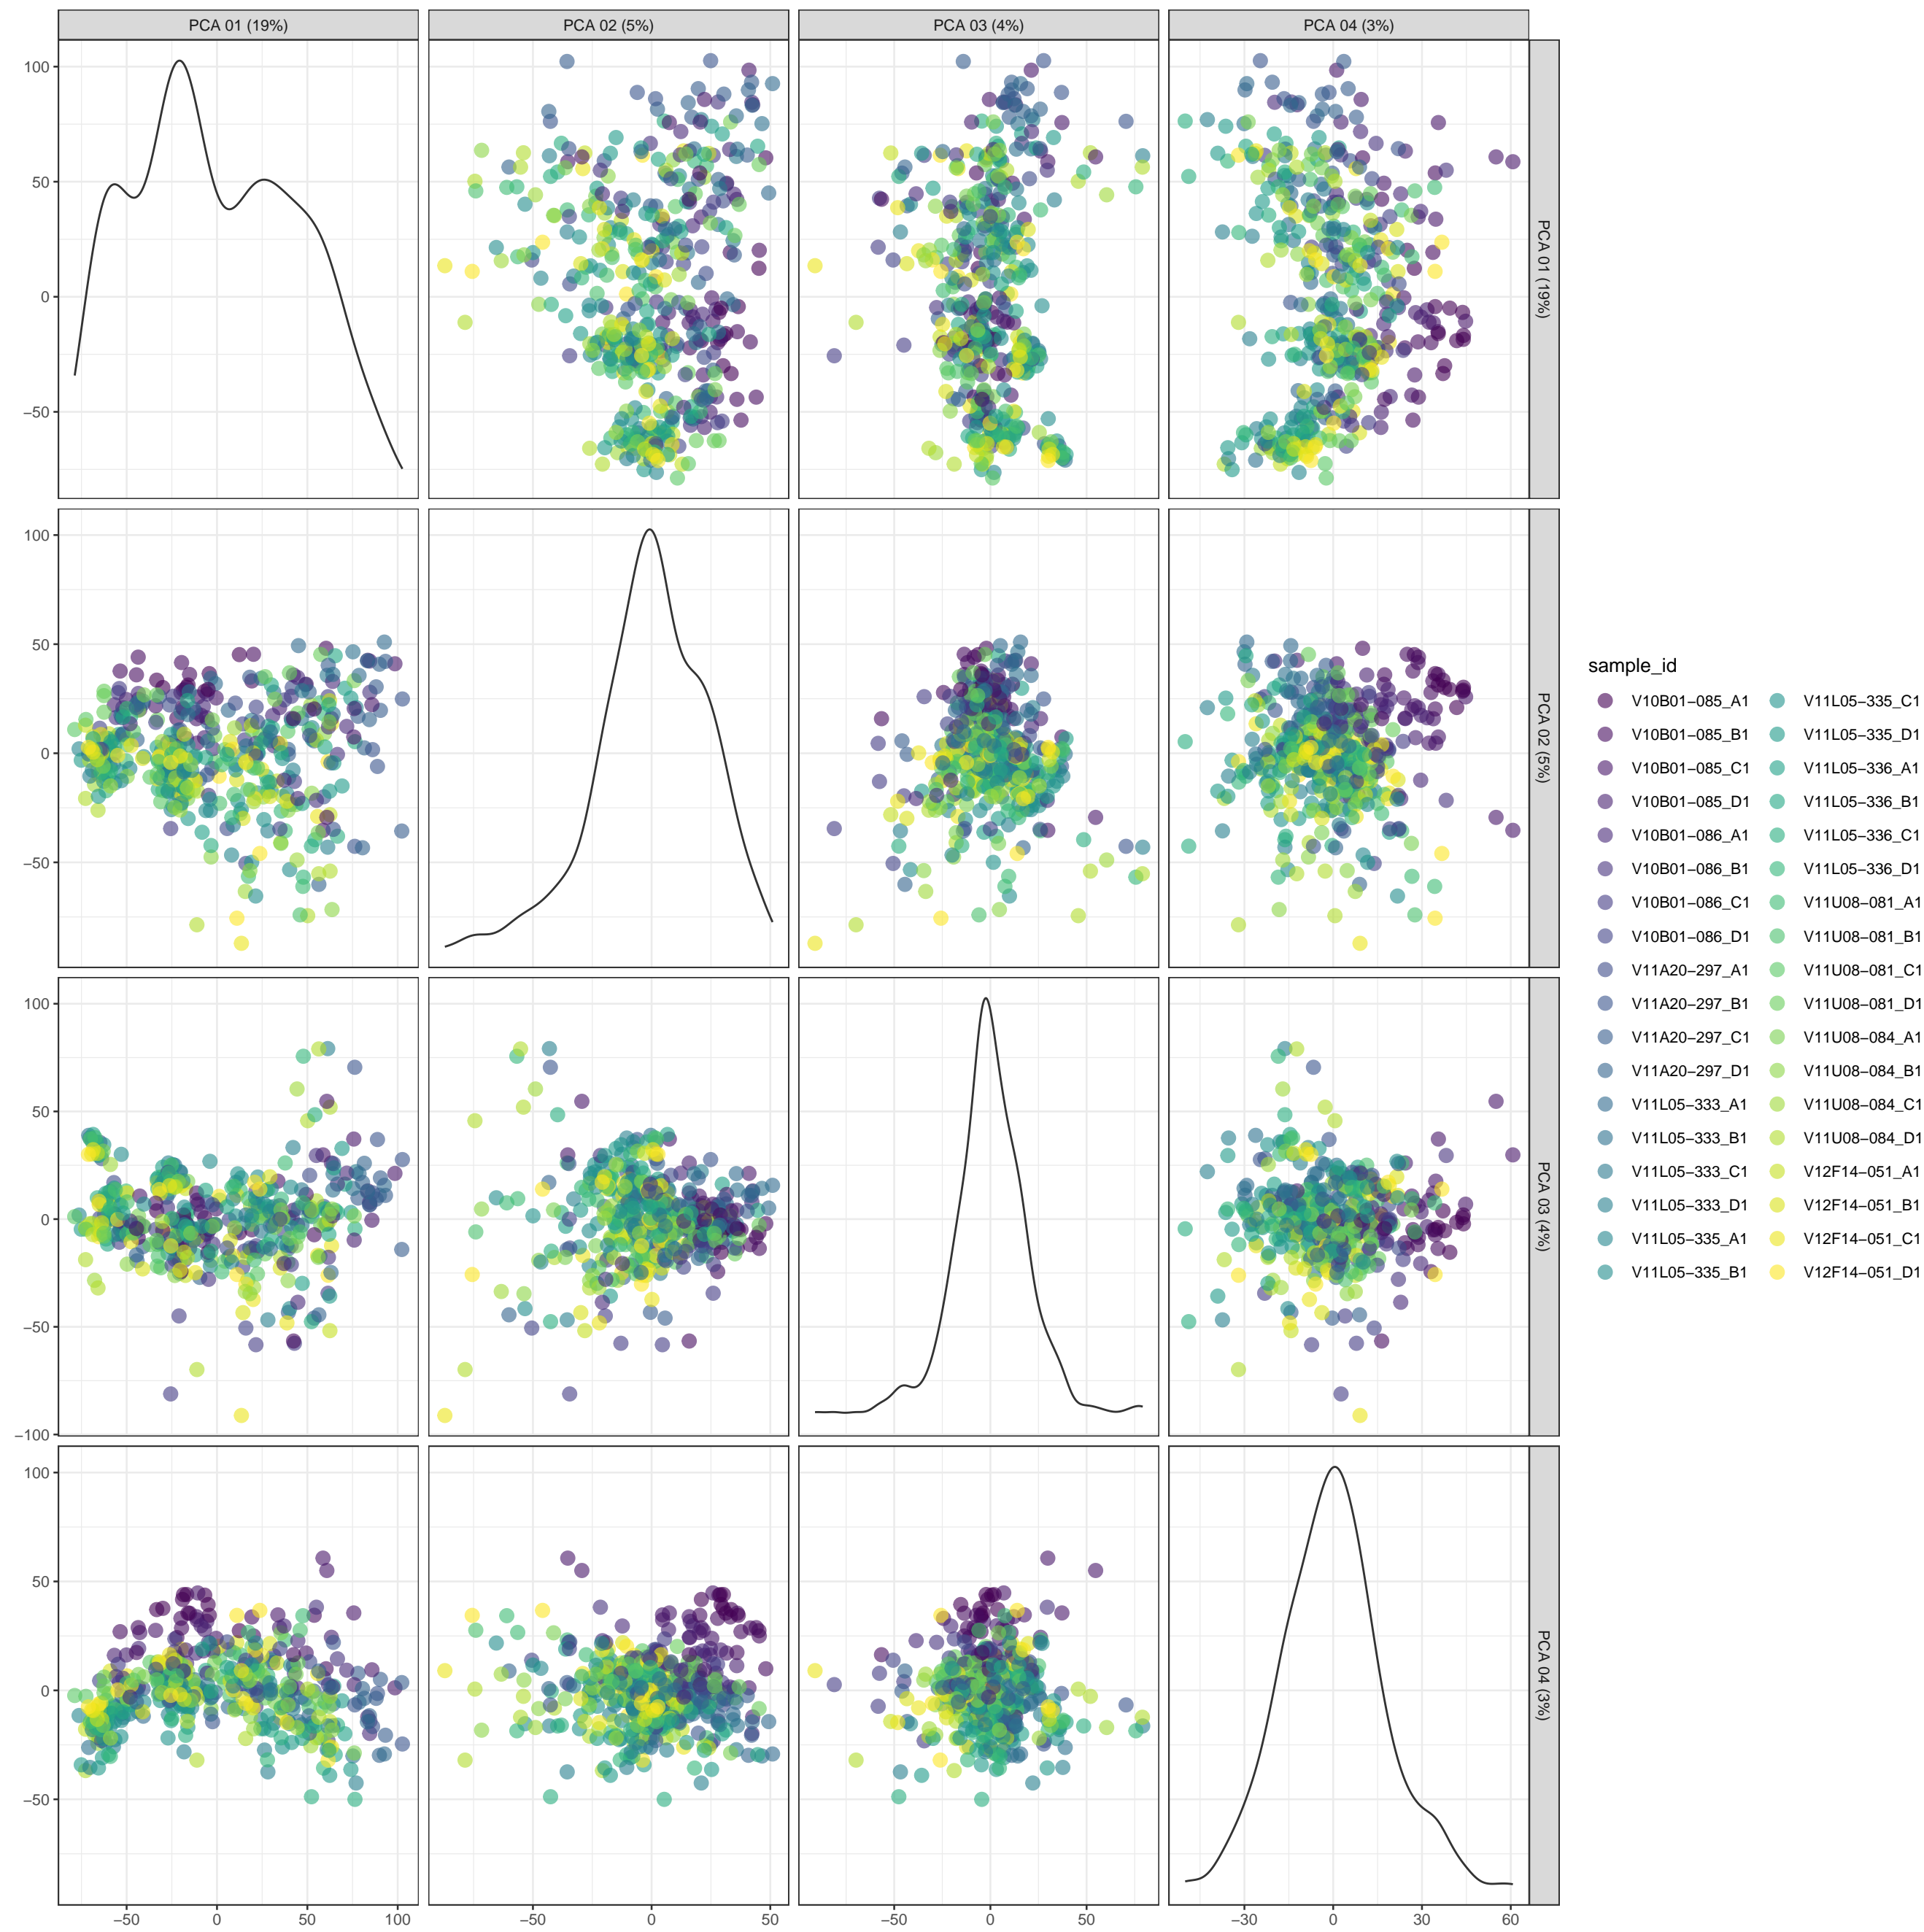 PCA 01 (19%)
PCA 02 (5%)
PCA 03 (4%)
PCA 04 (3%)
100
50
0
−50
PCA 01 (19%)
100
50
0
−50
PCA 02 (5%)
100
50
0
−50
−100
PCA 03 (4%)
100
50
0
−50
PCA 04 (3%)
−50 0 50 100
−50 0 50
−50 0 50
−30 0 30 60
sample_id
V10B01−085_A1
V10B01−085_B1
V10B01−085_C1
V10B01−085_D1
V10B01−086_A1
V10B01−086_B1
V10B01−086_C1
V10B01−086_D1
V11A20−297_A1
V11A20−297_B1
V11A20−297_C1
V11A20−297_D1
V11L05−333_A1
V11L05−333_B1
V11L05−333_C1
V11L05−333_D1
V11L05−335_A1
V11L05−335_B1
V11L05−335_C1
V11L05−335_D1
V11L05−336_A1
V11L05−336_B1
V11L05−336_C1
V11L05−336_D1
V11U08−081_A1
V11U08−081_B1
V11U08−081_C1
V11U08−081_D1
V11U08−084_A1
V11U08−084_B1
V11U08−084_C1
V11U08−084_D1
V12F14−051_A1
V12F14−051_B1
V12F14−051_C1
V12F14−051_D1